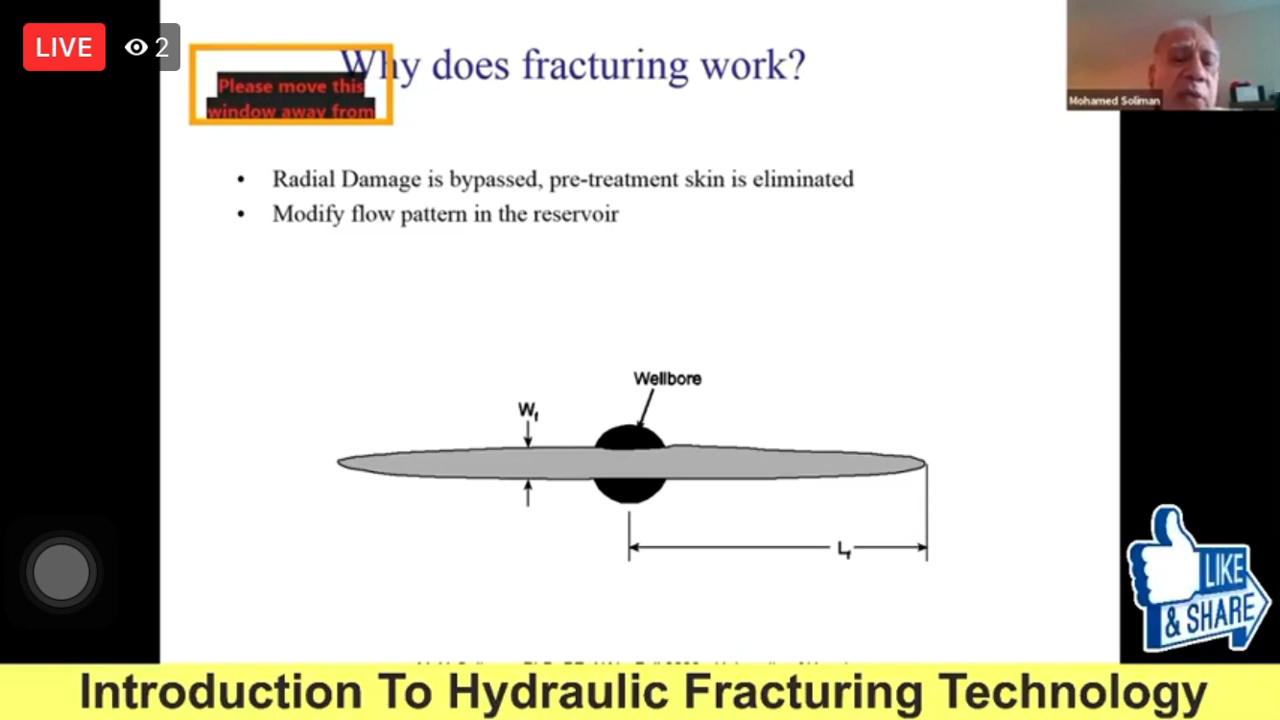 LIVE
2
Why does fracturing work?
Please move this
window away from
Mohamed Soliman
• Radial Damage is bypassed, pre-treatment skin is eliminated
• Modify flow pattern in the reservoir
Wellbore
Wf
Lf
LIKE
& SHARE
Introduction To Hydraulic Fracturing Technology